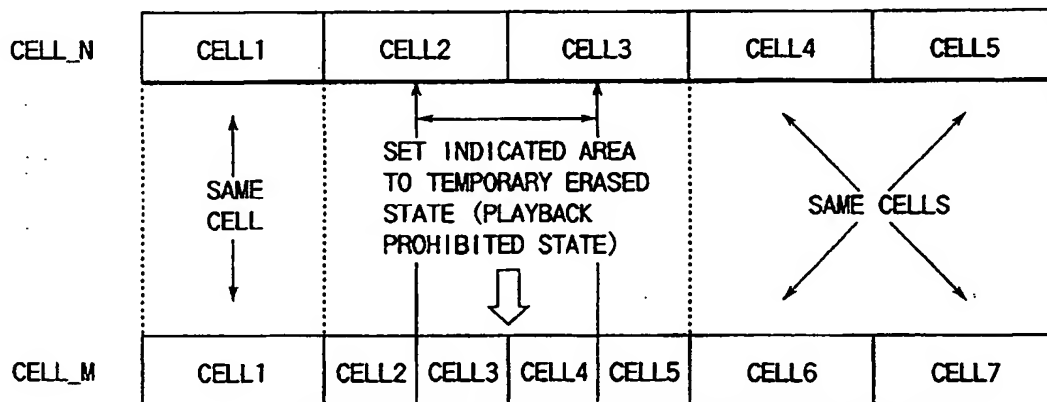 CELL_N CELL1 CELL2 CELL3 CELL4 CELL5
SET INDICATED AREA
TO TEMPORARY ERASED
STATE (PLAYBACK
PROHIBITED STATE)
SAME
CELL
SAME CELLS
CELL_M CELL1 CELL2 CELL3 CELL4 CELL5 CELL6 CELL7